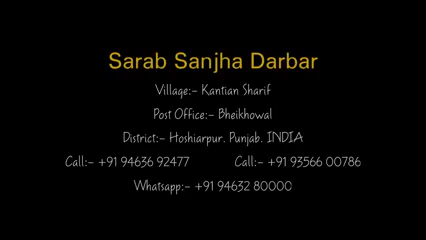 Sarab Sanjha Darbar
Village:- Kantian Sharif
Post Office:- Bheikhowal
District:- Hoshiarpur. Punjab. INDIA
Call:- +91 94636 92477 Call:- +91 93566 00786
Whatsapp:- +91 94632 80000